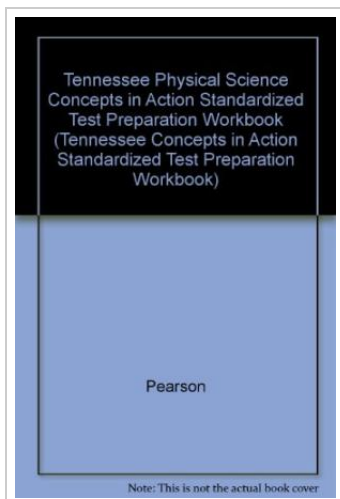 Tennessee Physical Science
Concepts in Action Standardized
Test Preparation Workbook
(Tennessee Concepts in Action
Standardized Test Preparation
Workbook)
Pearson
Note: This is not the actual book cover